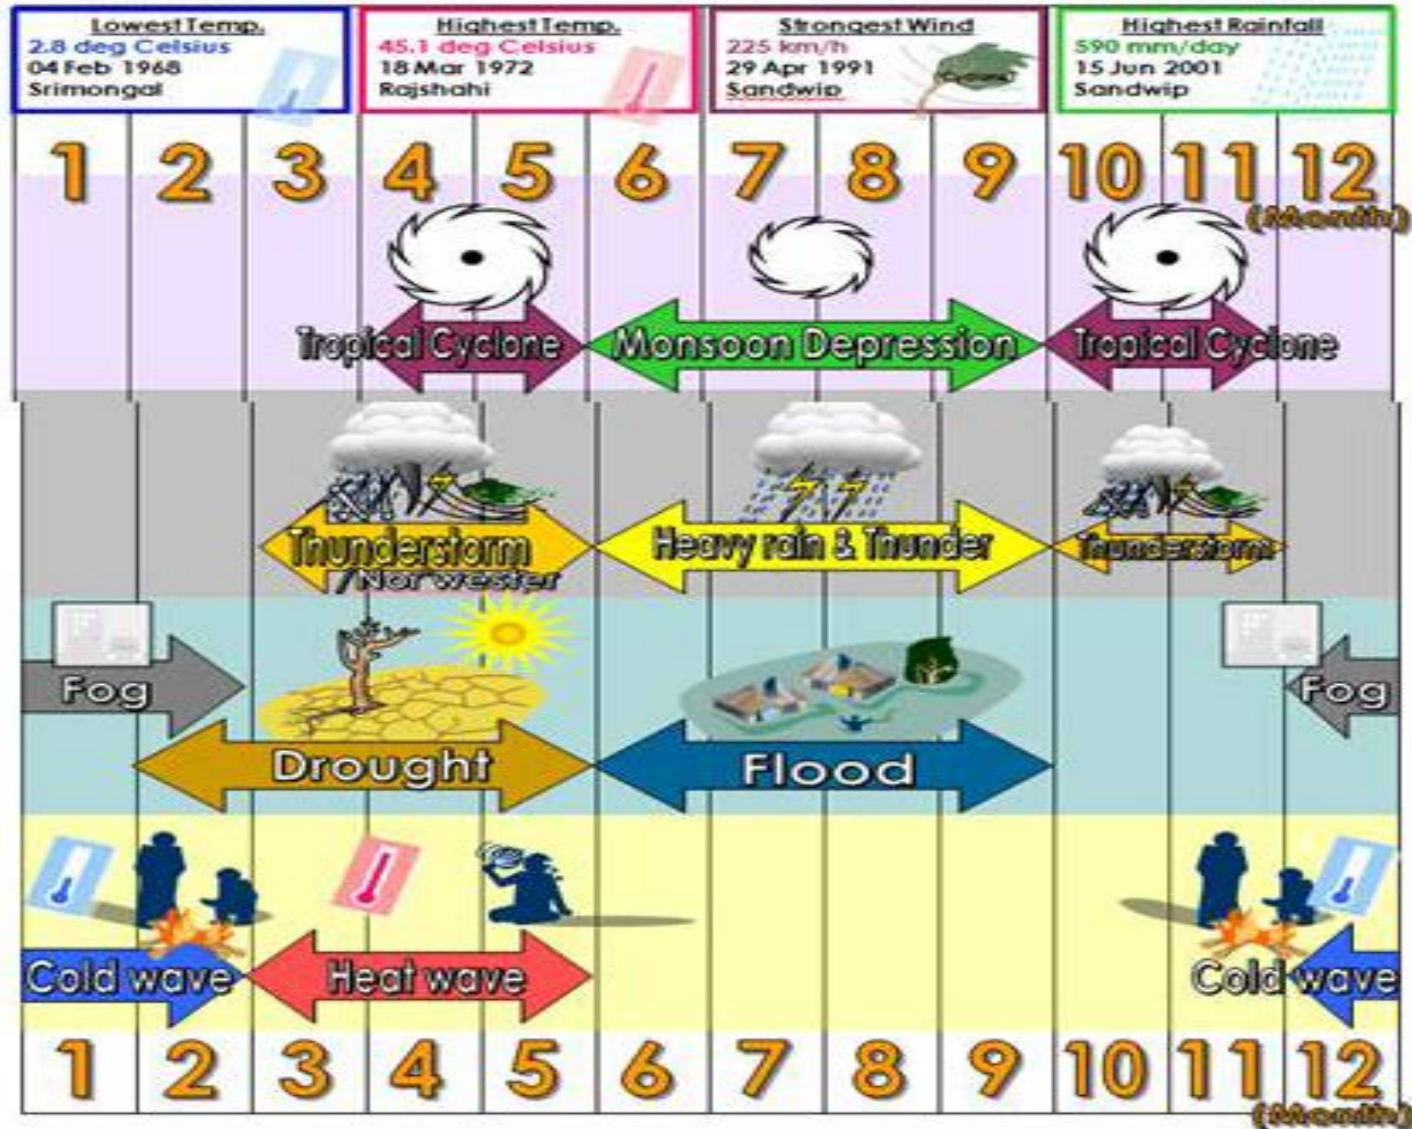 Lowest Temp.
2.8 deg Celsius
04 Feb 1968
Srimongal
Highest Temp.
45.1 deg Celsius
18 Mar 1972
Rajshahi
Strongest Wind
225 km/h
29 Apr 1991
Sandwip
Highest Rainfall
590 mm/day
15 Jun 2001
Sandwip
1 2 3 4 5 6 7 8 9 10 11 12
(Month)
Tropical Cyclone Monsoon Depression Tropical Cyclone
Thunderstorm Heavy rain & Thunder Thunderstorm
/Nor'wester
Fog Fog
Drought Flood
Cold wave Heat wave Cold wave
1 2 3 4 5 6 7 8 9 10 11 12
(Month)